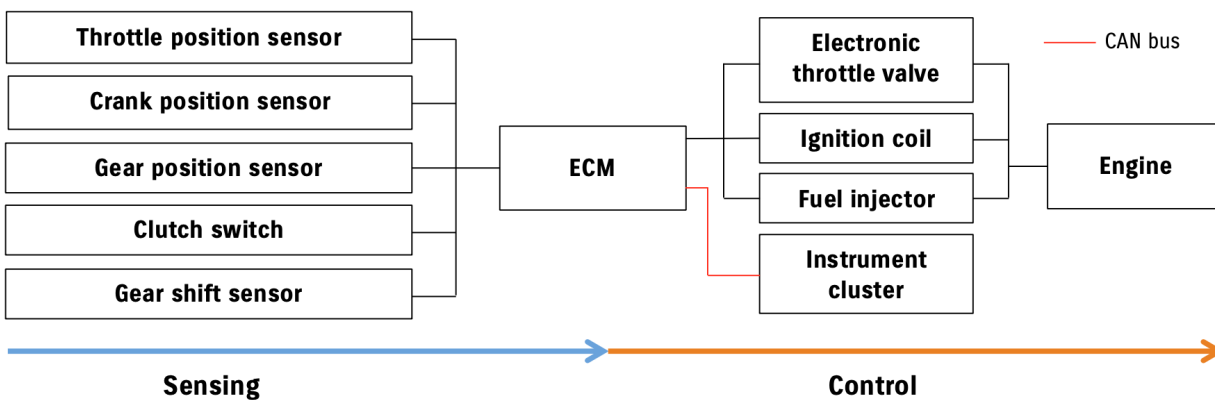 Throttle position sensor
Crank position sensor
Gear position sensor
Clutch switch
Gear shift sensor
ECM
Electronic
throttle valve
Ignition coil
Fuel injector
Instrument
cluster
CAN bus
Engine
Sensing
Control